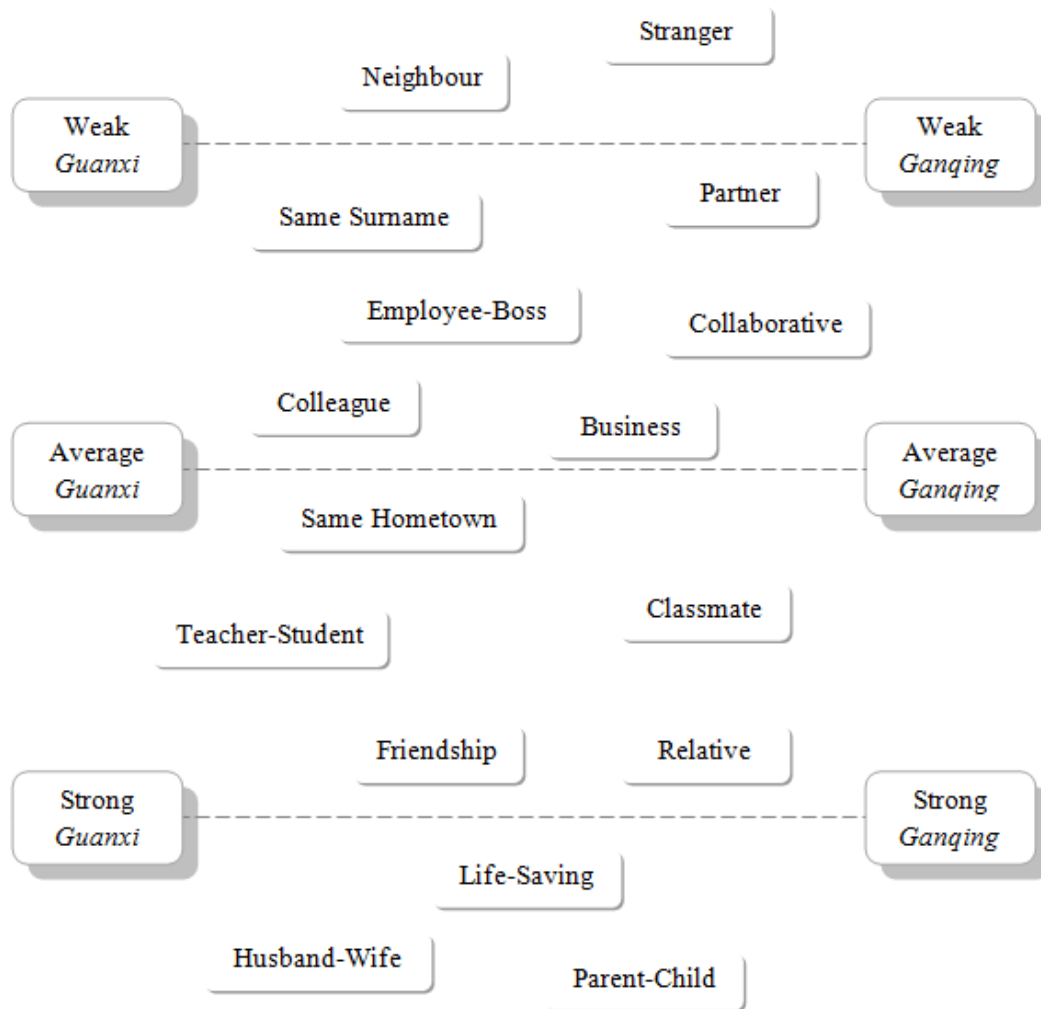 Stranger
Neighbour
Weak
Guanxi
Weak
Ganqing
Partner
Same Surname
Employee-Boss
Collaborative
Colleague
Business
Average
Guanxi
Average
Ganqing
Same Hometown
Classmate
Teacher-Student
Friendship
Relative
Strong
Guanxi
Strong
Ganqing
Life-Saving
Husband-Wife
Parent-Child